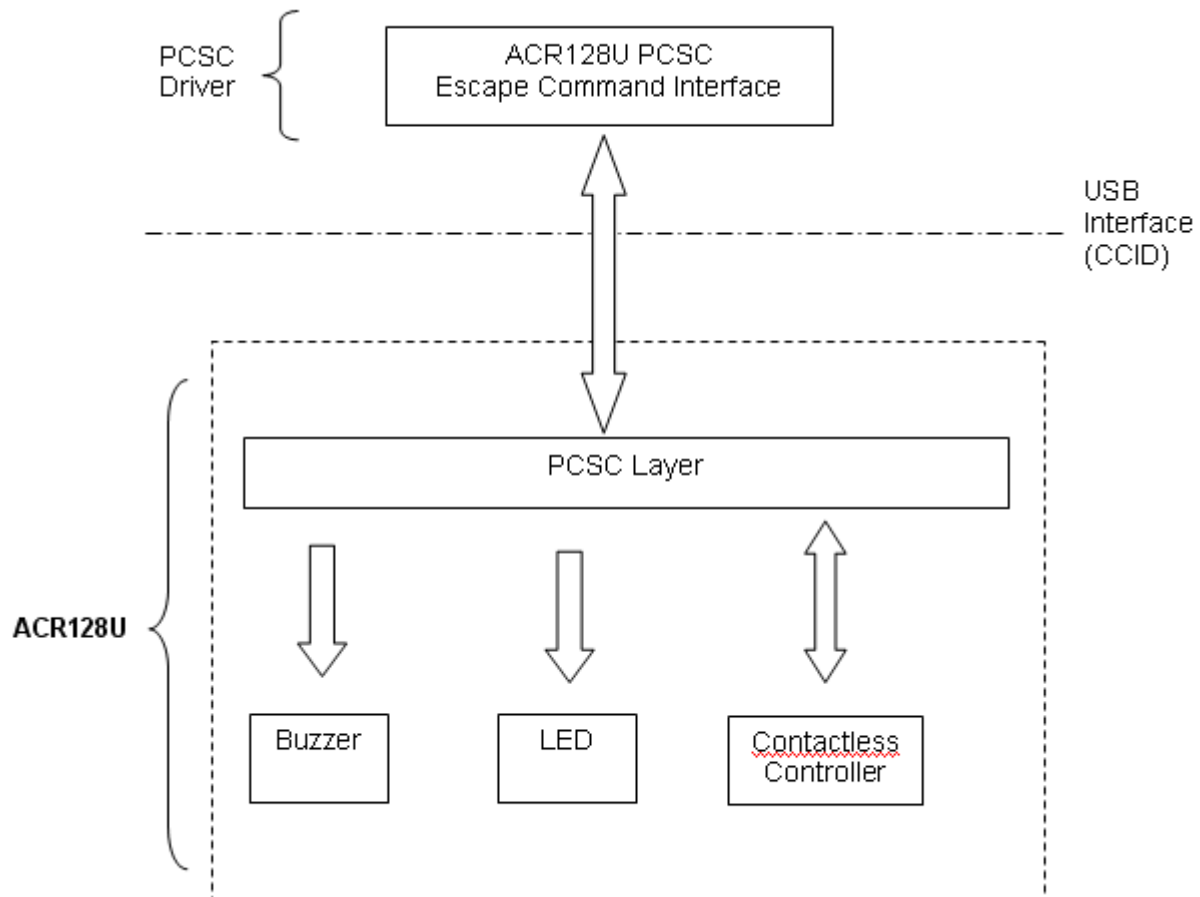 PCSC
Driver
ACR128U PCSC
Escape Command Interface
USB
Interface
(CCID)
PCSC Layer
ACR128U
Buzzer
LED
Contactless
Controller